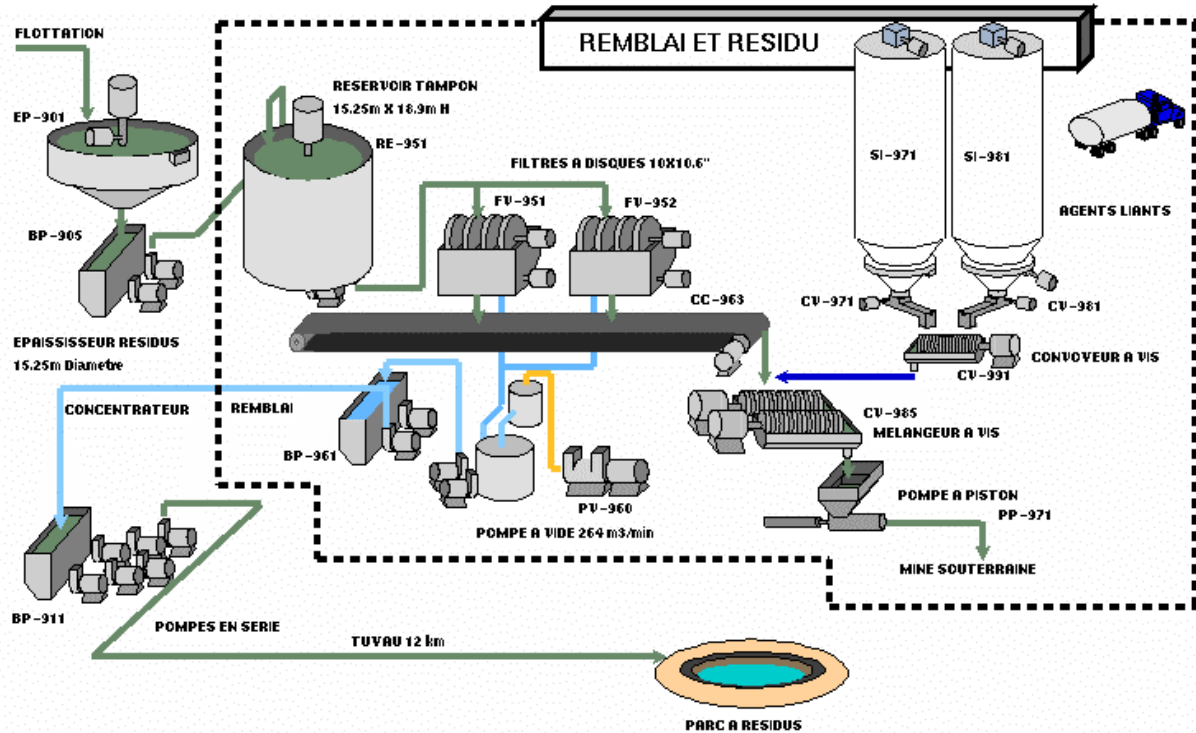 REMBLAI ET RESIDU
FLOTTATION
EP-901
RESERVOIR TAMPON
15.25m X 18.9m H
RE-951
SI-971
SI-981
FILTRES A DISQUES 10X10.6"
FV-951
FV-952
AGENTS LIANTS
BP-905
CC-963
CV-971
CV-981
EPAISSISSEUR RESIDUS
15.25m Diametre
CONVOYEUR A VIS
CV-991
CONCENTRATEUR
REMBLAI
CV-985
MELANGEUR A VIS
BP-961
PV-960
POMPE A PISTON
PP-971
POMPE A VIDE 264 m3/min
MINE SOUTERRAINE
BP-911
POMPES EN SERIE
TUYAU 12 km
PARC A RESIDUS